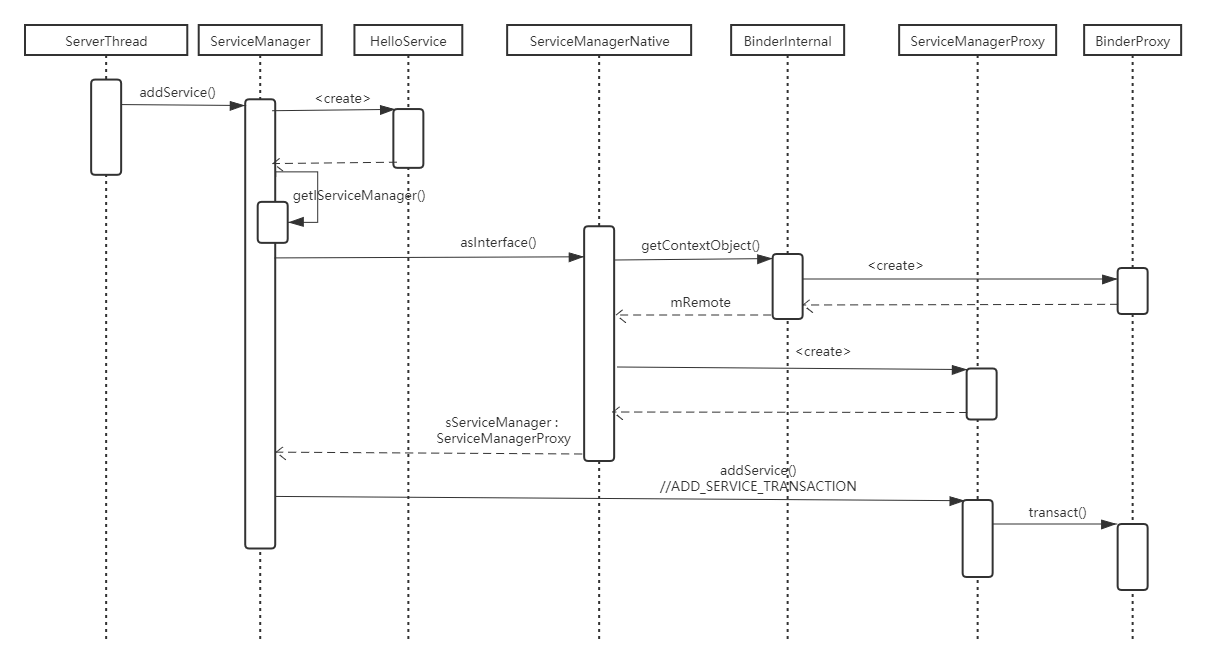 ServerThread
ServiceManager
HelloService
ServiceManagerNative
BinderInternal
ServiceManagerProxy
BinderProxy
addService()
<create>
getIServiceManager()
asInterface()
getContextObject()
<create>
mRemote
<create>
sServiceManager :
ServiceManagerProxy
addService()
//ADD_SERVICE_TRANSACTION
transact()